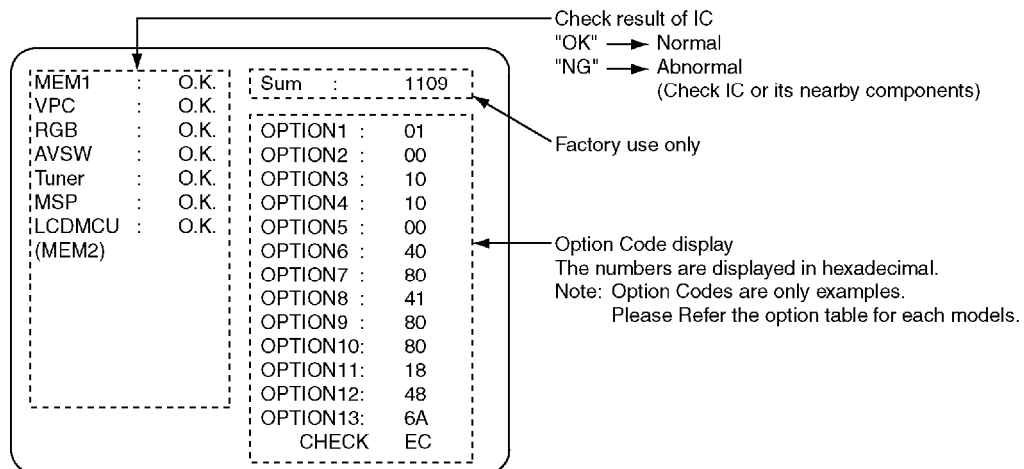 MEM1 : O.K.
VPC : O.K.
RGB : O.K.
AVSW : O.K.
Tuner : O.K.
MSP : O.K.
LCDMCU : O.K.
(MEM2)
Sum : 1109
OPTION1 : 01
OPTION2 : 00
OPTION3 : 10
OPTION4 : 10
OPTION5 : 00
OPTION6 : 40
OPTION7 : 80
OPTION8 : 41
OPTION9 : 80
OPTION10: 80
OPTION11: 18
OPTION12: 48
OPTION13: 6A
CHECK EC
Check result of IC
"OK" → Normal
"NG" → Abnormal
(Check IC or its nearby components)
Factory use only
Option Code display
The numbers are displayed in hexadecimal.
Note: Option Codes are only examples.
Please Refer the option table for each models.